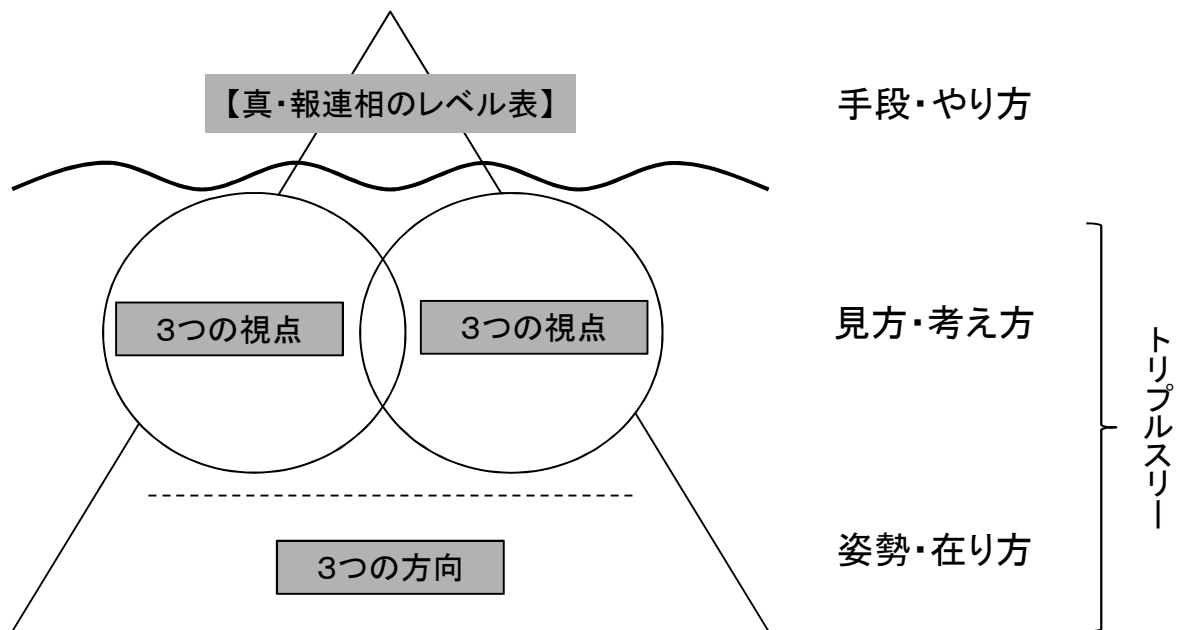 【真・報連相のレベル表】
手段・やり方
3つの視点
3つの視点
見方・考え方
トリプルスリー
3つの方向
姿勢・在り方